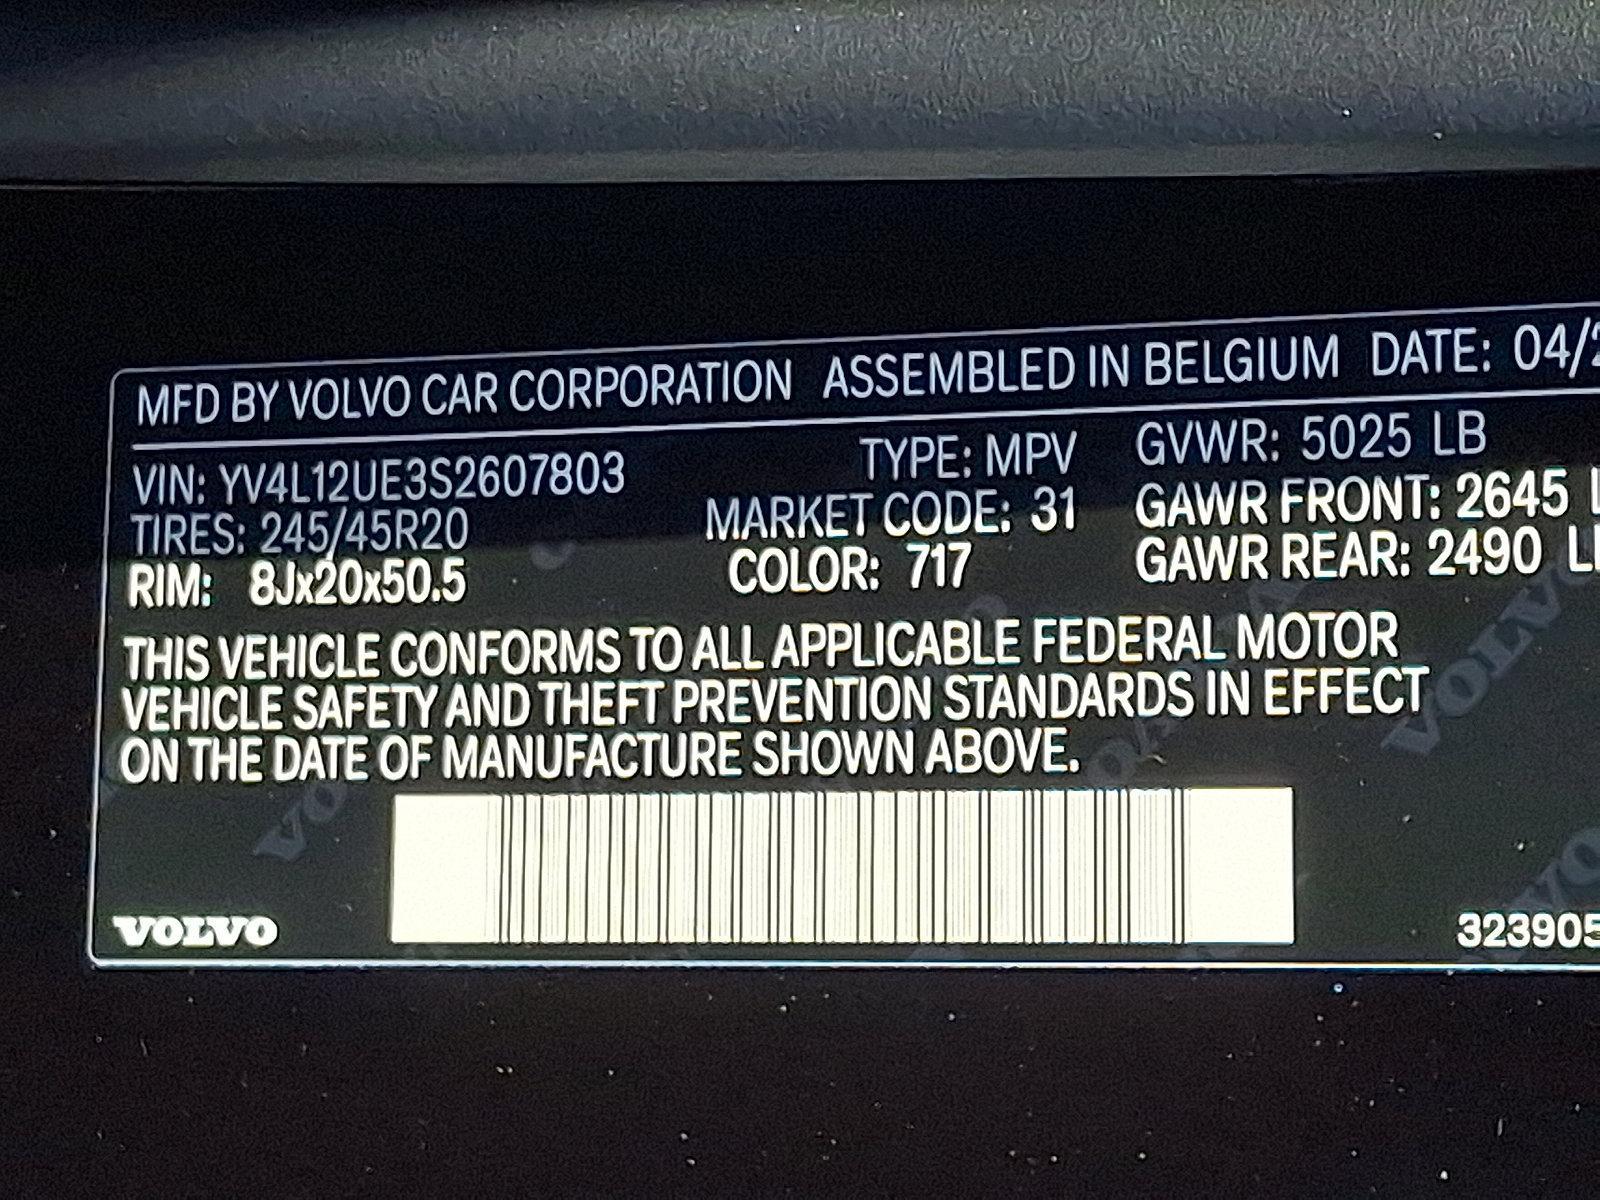 MFD BY VOLVO CAR CORPORATION ASSEMBLED IN BELGIUM DATE: 04/2
VIN: YV4L12UE3S2607803 TYPE: MPV GVWR: 5025 LB
TIRES: 245/45R20 MARKET CODE: 31 GAWR FRONT: 2645 L
RIM: 8Jx20x50.5 COLOR: 717 GAWR REAR: 2490 LB
THIS VEHICLE CONFORMS TO ALL APPLICABLE FEDERAL MOTOR
VEHICLE SAFETY AND THEFT PREVENTION STANDARDS IN EFFECT
ON THE DATE OF MANUFACTURE SHOWN ABOVE.
VOLVO 323905